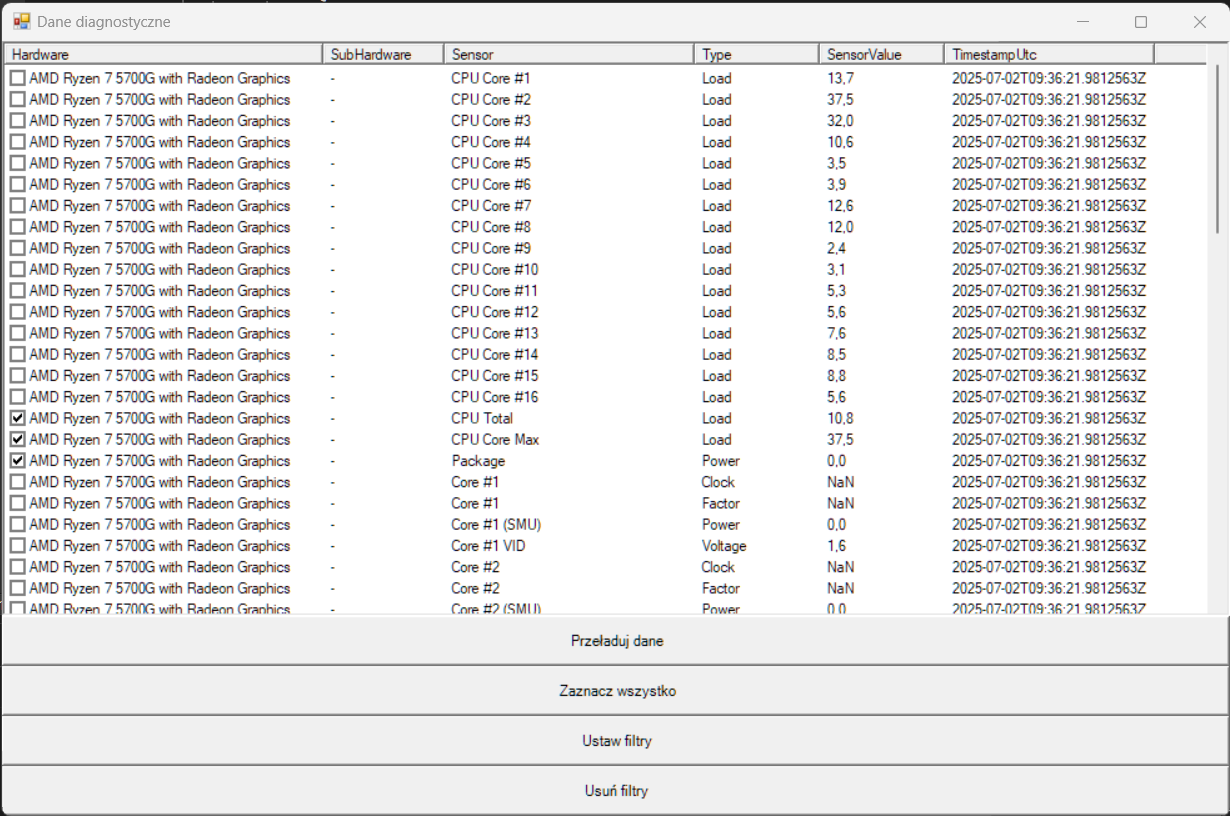 Dane diagnostyczne
Hardware SubHardware Sensor Type SensorValue TimestampUtc
AMD Ryzen 7 5700G with Radeon Graphics - CPU Core #1 Load 13,7 2025-07-02T09:36:21.9812563Z
AMD Ryzen 7 5700G with Radeon Graphics - CPU Core #2 Load 37,5 2025-07-02T09:36:21.9812563Z
AMD Ryzen 7 5700G with Radeon Graphics - CPU Core #3 Load 32,0 2025-07-02T09:36:21.9812563Z
AMD Ryzen 7 5700G with Radeon Graphics - CPU Core #4 Load 10,6 2025-07-02T09:36:21.9812563Z
AMD Ryzen 7 5700G with Radeon Graphics - CPU Core #5 Load 3,5 2025-07-02T09:36:21.9812563Z
AMD Ryzen 7 5700G with Radeon Graphics - CPU Core #6 Load 3,9 2025-07-02T09:36:21.9812563Z
AMD Ryzen 7 5700G with Radeon Graphics - CPU Core #7 Load 12,6 2025-07-02T09:36:21.9812563Z
AMD Ryzen 7 5700G with Radeon Graphics - CPU Core #8 Load 12,0 2025-07-02T09:36:21.9812563Z
AMD Ryzen 7 5700G with Radeon Graphics - CPU Core #9 Load 2,4 2025-07-02T09:36:21.9812563Z
AMD Ryzen 7 5700G with Radeon Graphics - CPU Core #10 Load 3,1 2025-07-02T09:36:21.9812563Z
AMD Ryzen 7 5700G with Radeon Graphics - CPU Core #11 Load 5,3 2025-07-02T09:36:21.9812563Z
AMD Ryzen 7 5700G with Radeon Graphics - CPU Core #12 Load 5,6 2025-07-02T09:36:21.9812563Z
AMD Ryzen 7 5700G with Radeon Graphics - CPU Core #13 Load 7,6 2025-07-02T09:36:21.9812563Z
AMD Ryzen 7 5700G with Radeon Graphics - CPU Core #14 Load 8,5 2025-07-02T09:36:21.9812563Z
AMD Ryzen 7 5700G with Radeon Graphics - CPU Core #15 Load 8,8 2025-07-02T09:36:21.9812563Z
AMD Ryzen 7 5700G with Radeon Graphics - CPU Core #16 Load 5,6 2025-07-02T09:36:21.9812563Z
AMD Ryzen 7 5700G with Radeon Graphics - CPU Total Load 10,8 2025-07-02T09:36:21.9812563Z
AMD Ryzen 7 5700G with Radeon Graphics - CPU Core Max Load 37,5 2025-07-02T09:36:21.9812563Z
AMD Ryzen 7 5700G with Radeon Graphics - Package Power 0,0 2025-07-02T09:36:21.9812563Z
AMD Ryzen 7 5700G with Radeon Graphics - Core #1 Clock NaN 2025-07-02T09:36:21.9812563Z
AMD Ryzen 7 5700G with Radeon Graphics - Core #1 Factor NaN 2025-07-02T09:36:21.9812563Z
AMD Ryzen 7 5700G with Radeon Graphics - Core #1 (SMU) Power 0,0 2025-07-02T09:36:21.9812563Z
AMD Ryzen 7 5700G with Radeon Graphics - Core #1 VID Voltage 1,6 2025-07-02T09:36:21.9812563Z
AMD Ryzen 7 5700G with Radeon Graphics - Core #2 Clock NaN 2025-07-02T09:36:21.9812563Z
AMD Ryzen 7 5700G with Radeon Graphics - Core #2 Factor NaN 2025-07-02T09:36:21.9812563Z
AMD Ryzen 7 5700G with Radeon Graphics - Core #2 (SMU) Power 0,0 2025-07-02T09:36:21.9812563Z
Przeładuj dane
Zaznacz wszystko
Ustaw filtry
Usuń filtry